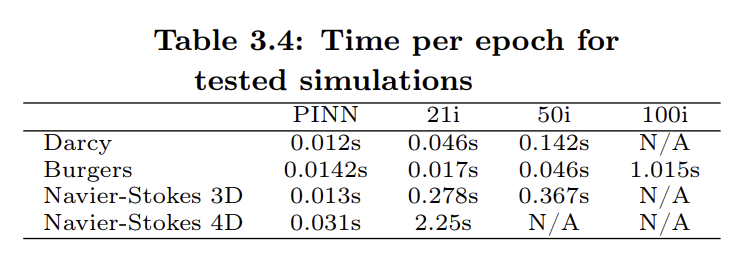 Table 3.4: Time per epoch for
tested simulations
PINN 21i 50i 100i
Darcy 0.012s 0.046s 0.142s N/A
Burgers 0.0142s 0.017s 0.046s 1.015s
Navier-Stokes 3D 0.013s 0.278s 0.367s N/A
Navier-Stokes 4D 0.031s 2.25s N/A N/A